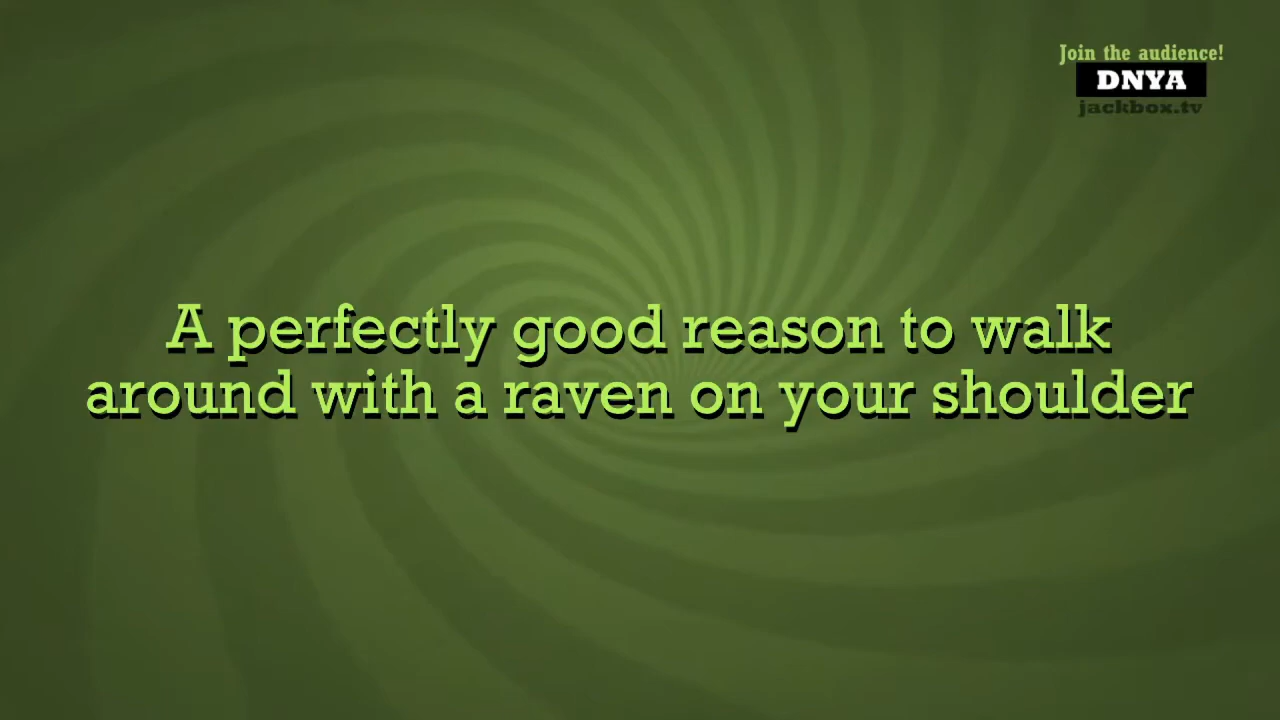 Join the audience!
DNYA
jackbox.tv
A perfectly good reason to walk
around with a raven on your shoulder